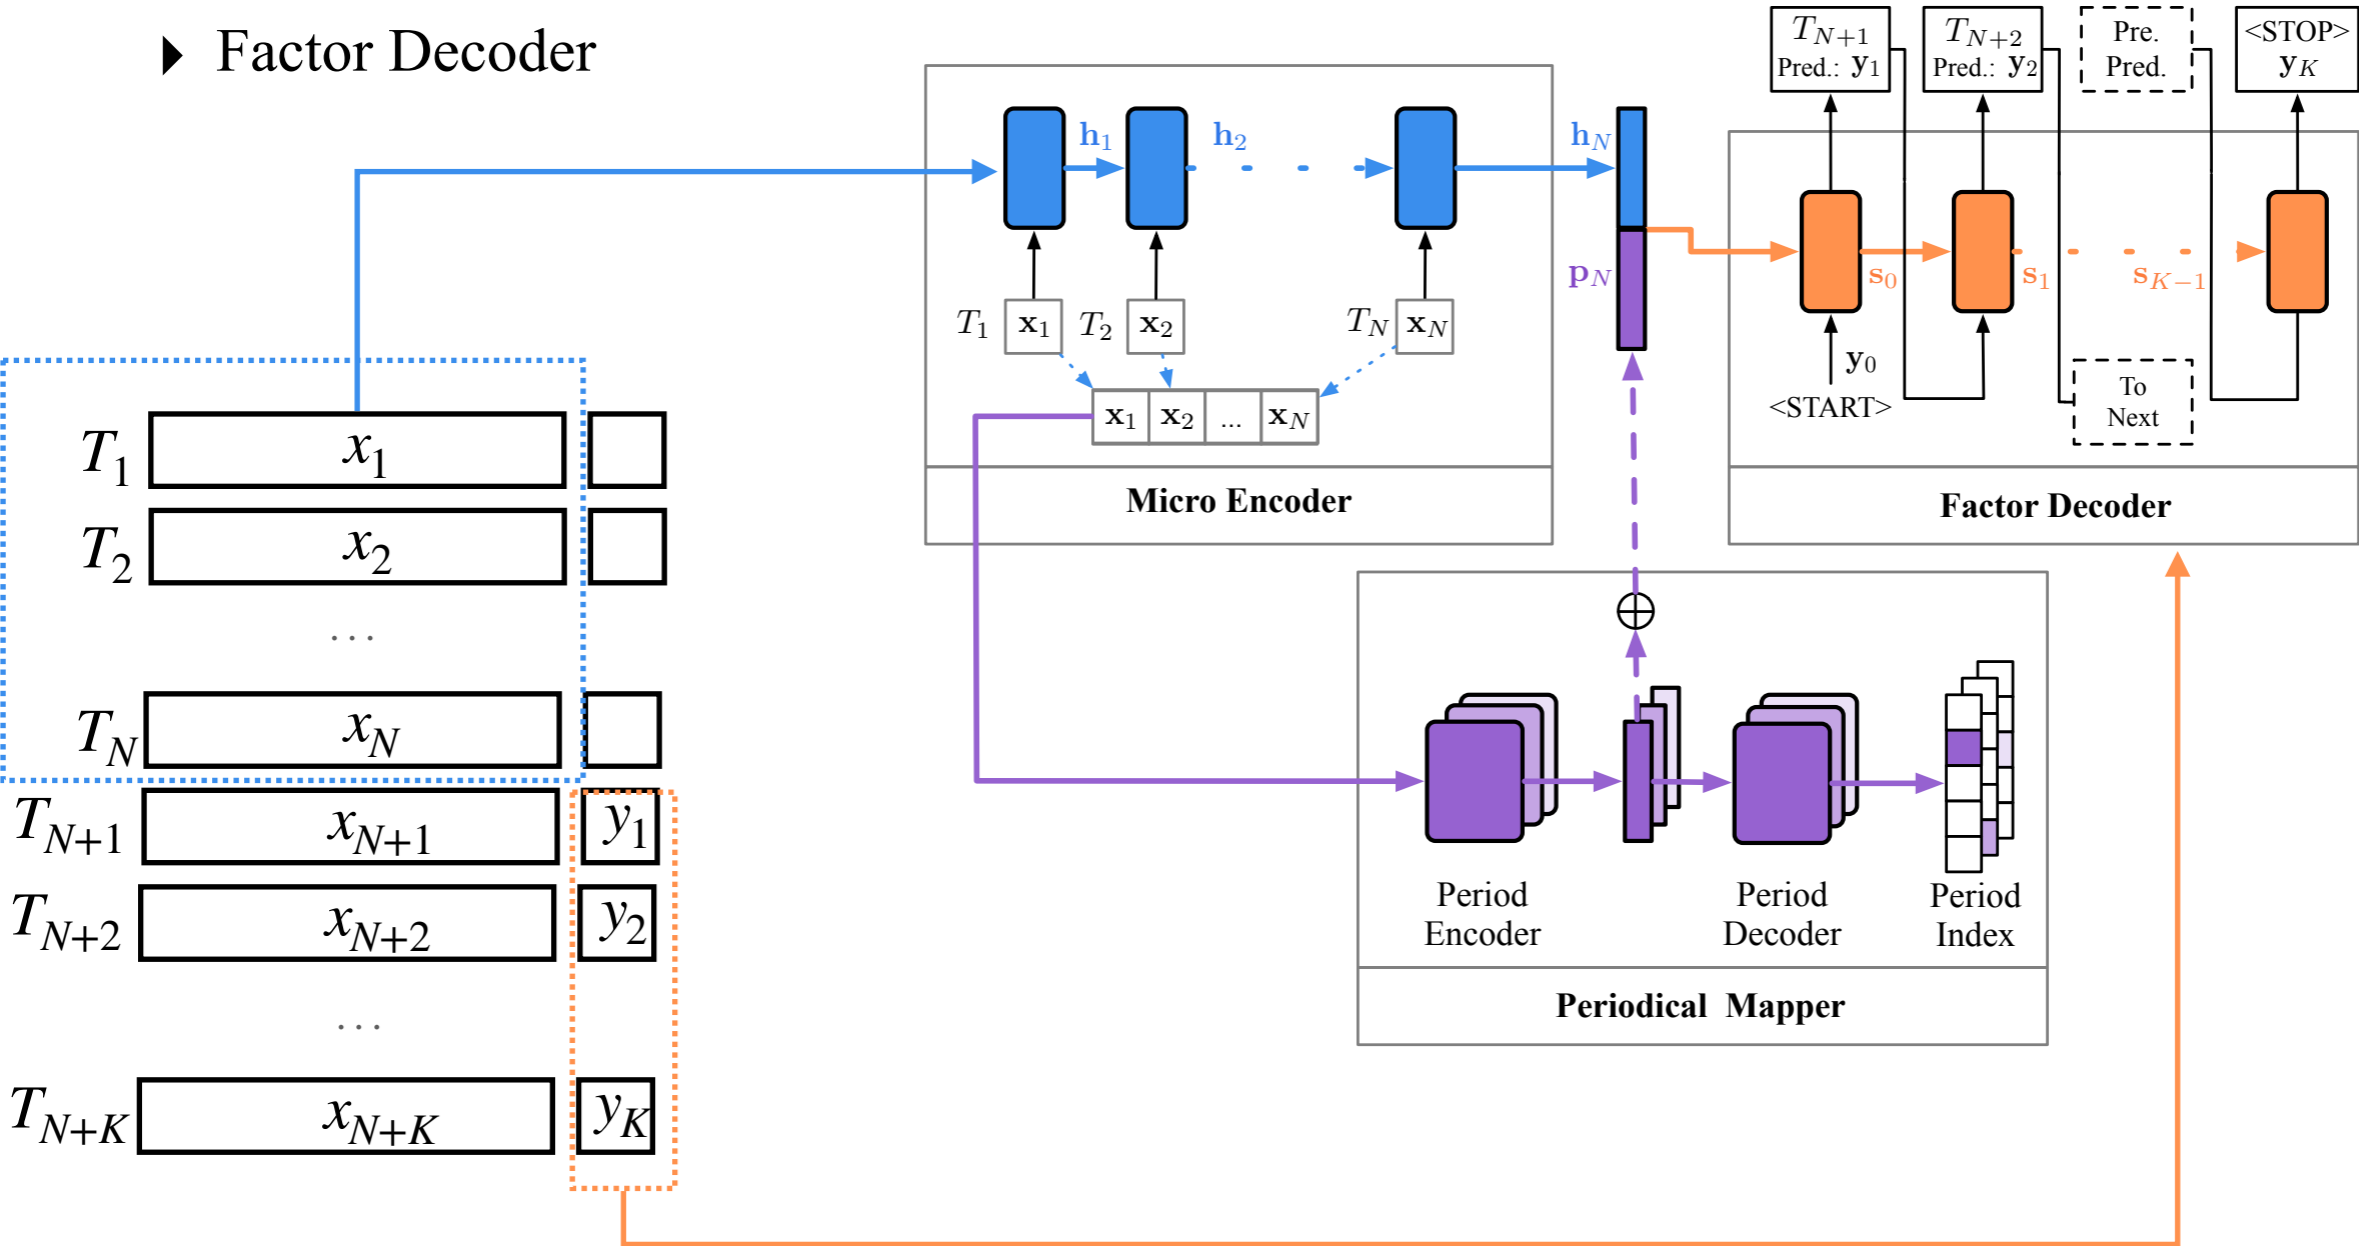 Factor Decoder
T_1 x_1
T_2 x_2
...
T_N x_N
T_{N+1} x_{N+1} y_1
T_{N+2} x_{N+2} y_2
...
T_{N+K} x_{N+K} y_K
h_1 h_2 h_N
T_1 x_1 T_2 x_2 T_N x_N
x_1 x_2 ... x_N
Micro Encoder
p_N
T_{N+1}
Pred.: y_1
T_{N+2}
Pred.: y_2
Pre.
Pred.
<STOP>
y_K
s_0 s_1 s_{K-1}
y_0
<START>
To
Next
Factor Decoder
Period
Encoder
Period
Decoder
Period
Index
Periodical Mapper